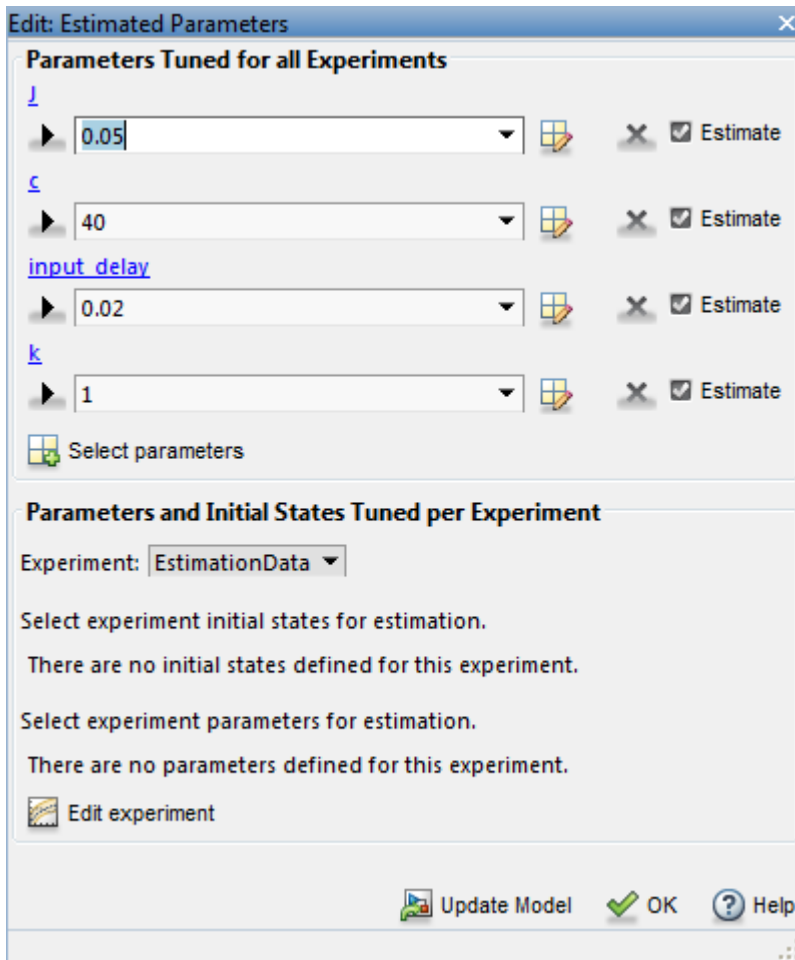 Edit: Estimated Parameters
Parameters Tuned for all Experiments
J
0.05 Estimate
c
40 Estimate
input_delay
0.02 Estimate
k
1 Estimate
Select parameters
Parameters and Initial States Tuned per Experiment
Experiment: EstimationData
Select experiment initial states for estimation.
There are no initial states defined for this experiment.
Select experiment parameters for estimation.
There are no parameters defined for this experiment.
Edit experiment
Update Model OK Help